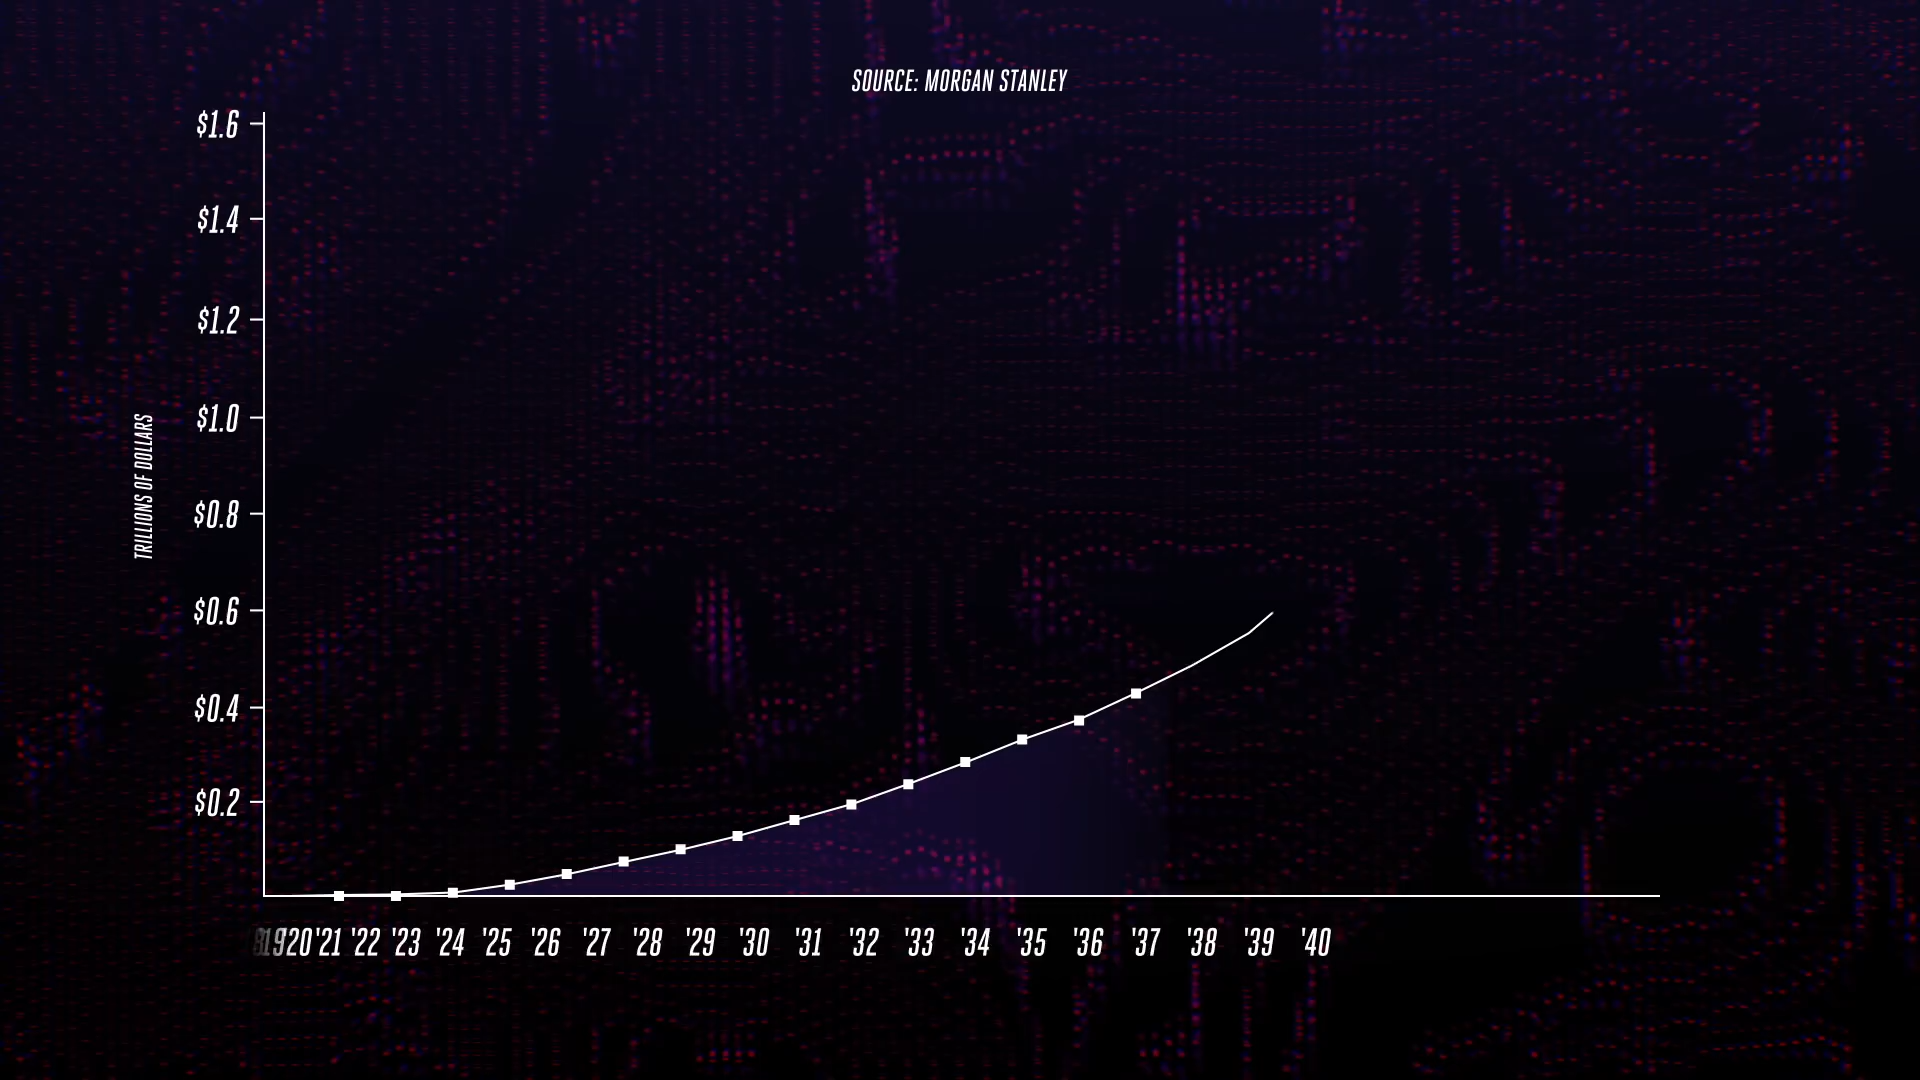 SOURCE: MORGAN STANLEY
$1.6
$1.4
$1.2
$1.0
$0.8
$0.6
$0.4
$0.2
TRILLIONS OF DOLLARS
'20 '21 '22 '23 '24 '25 '26 '27 '28 '29 '30 '31 '32 '33 '34 '35 '36 '37 '38 '39 '40